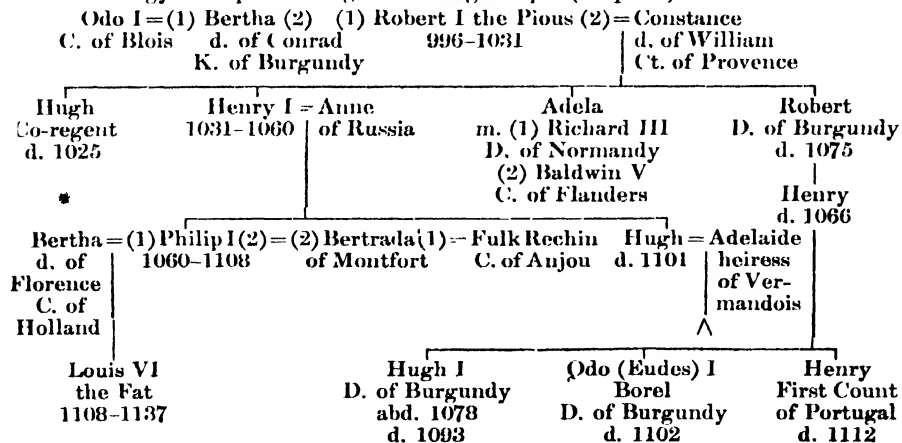 Odo I = (1) Bertha (2) (1) Robert I the Pious (2) = Constance
C. of Blois d. of Conrad 996–1031 d. of William
K. of Burgundy Ct. of Provence
Hugh Henry I = Anne Adela Robert
Co-regent 1031–1060 of Russia m. (1) Richard III D. of Burgundy
d. 1025 D. of Normandy d. 1075
(2) Baldwin V Henry
C. of Flanders d. 1066
Bertha = (1) Philip I (2) = (2) Bertrada (1) = Fulk Rechin Hugh = Adelaide
d. of 1060–1108 of Montfort C. of Anjou d. 1101 heiress
Florence of Ver-
C. of mandois
Holland
Louis VI Hugh I Odo (Eudes) I Henry
the Fat D. of Burgundy Borel First Count
1108–1137 abd. 1078 D. of Burgundy of Portugal
d. 1093 d. 1102 d. 1112